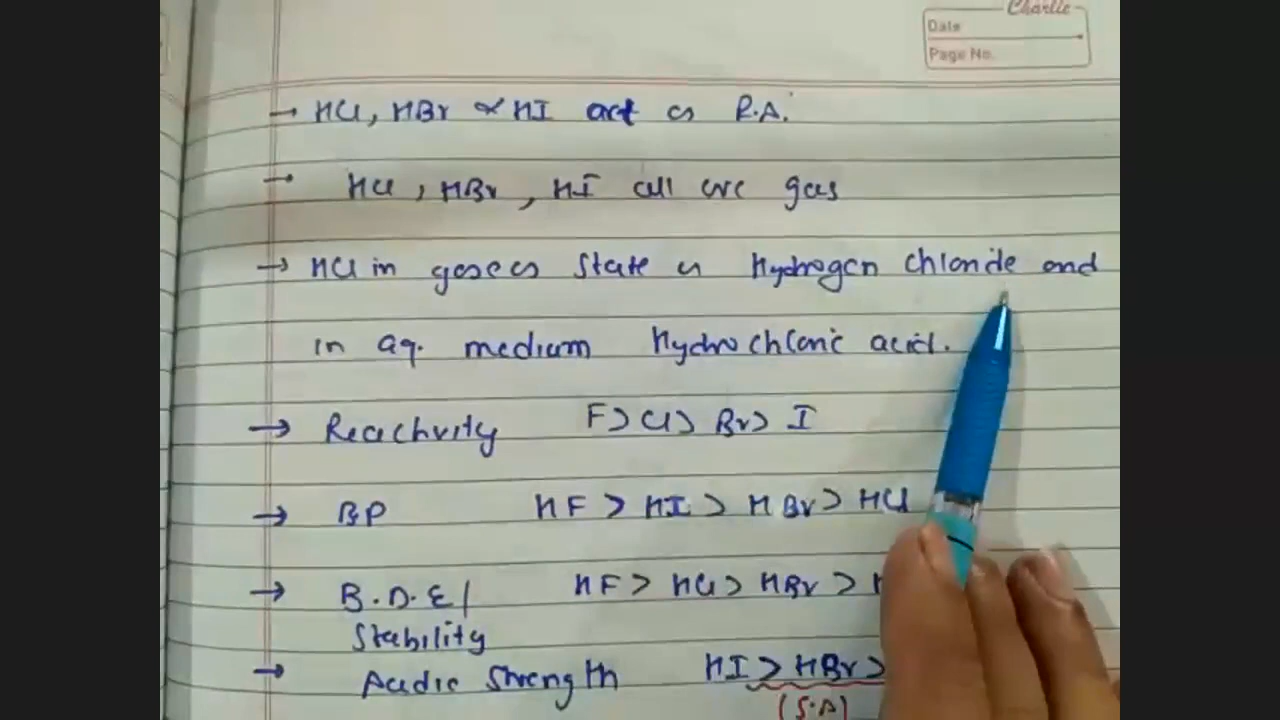 Charlie
Date
Page No.
→ HCl, HBr & HI act as R.A.
→ HCl, HBr, HI all are gas
→ HCl in gaseous state is Hydrogen chloride and
in aq. medium Hydrochloric acid.
→ Reactivity F > Cl > Br > I
→ BP HF > HI > HBr > HCl
→ B.D.E/ HF > HCl > HBr >
Stability
→ Acidic Strength HI > HBr >
(S.A)